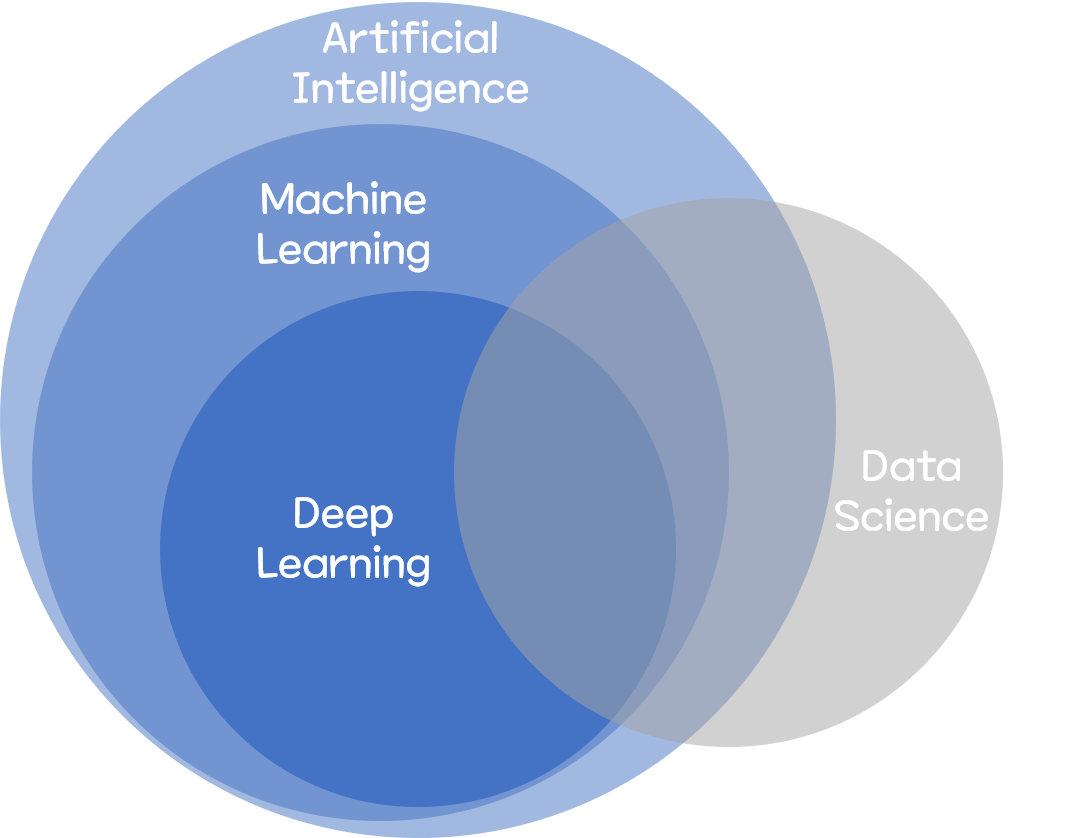 Artificial
Intelligence
Machine
Learning
Deep
Learning
Data
Science